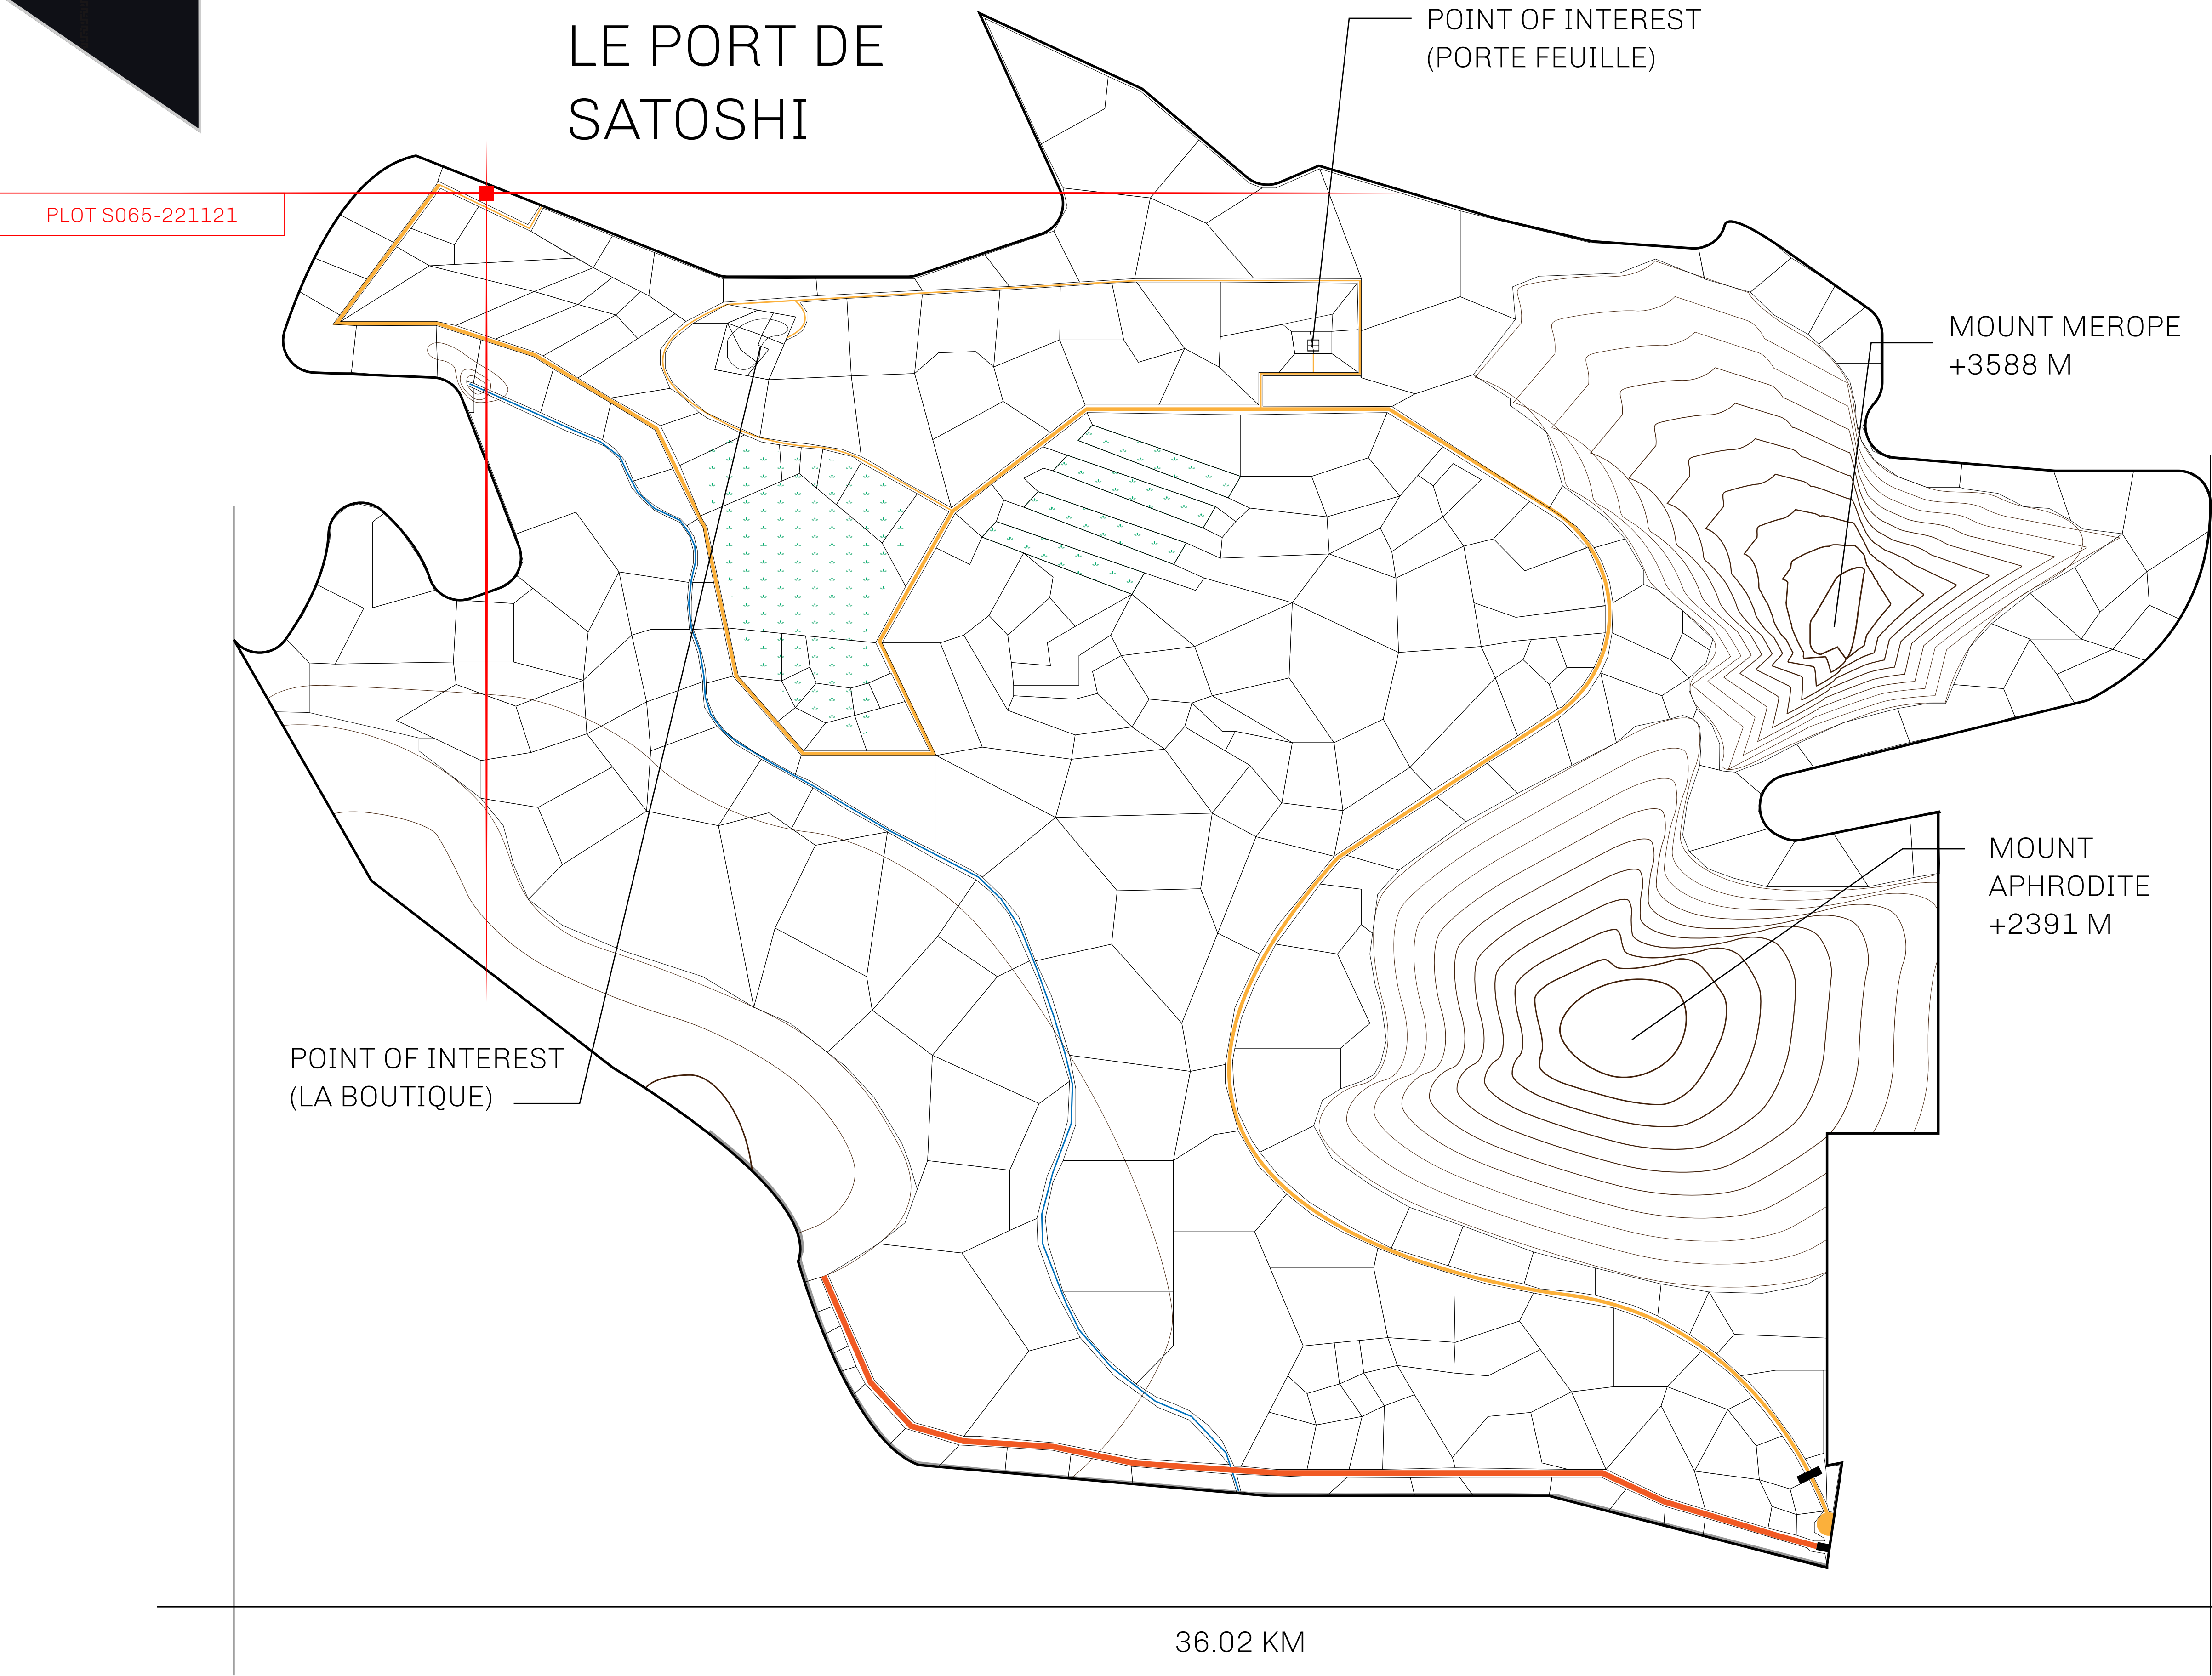 LE PORT DE
SATOSHI
POINT OF INTEREST
(PORTE FEUILLE)
PLOT S065-221121
MOUNT MEROPE
+3588 M
MOUNT
APHRODITE
+2391 M
POINT OF INTEREST
(LA BOUTIQUE)
36.02 KM